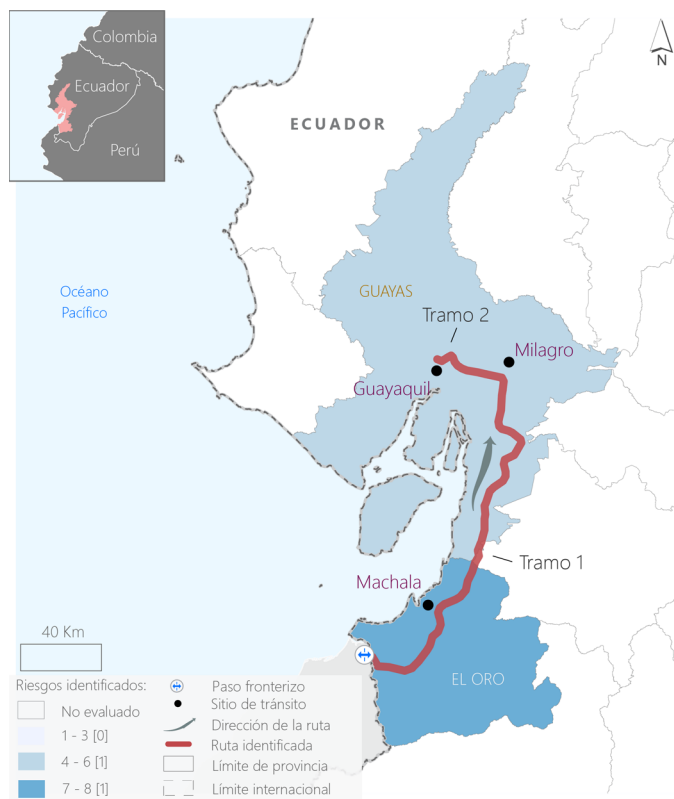 Colombia
Ecuador
Perú
N
ECUADOR
Océano
Pacífico
GUAYAS
Tramo 2
Milagro
Guayaquil
Tramo 1
Machala
40 Km
EL ORO
Riesgos identificados:
No evaluado
1 - 3 [0]
4 - 6 [1]
7 - 8 [1]
Paso fronterizo
Sitio de tránsito
Dirección de la ruta
Ruta identificada
Límite de provincia
Límite internacional